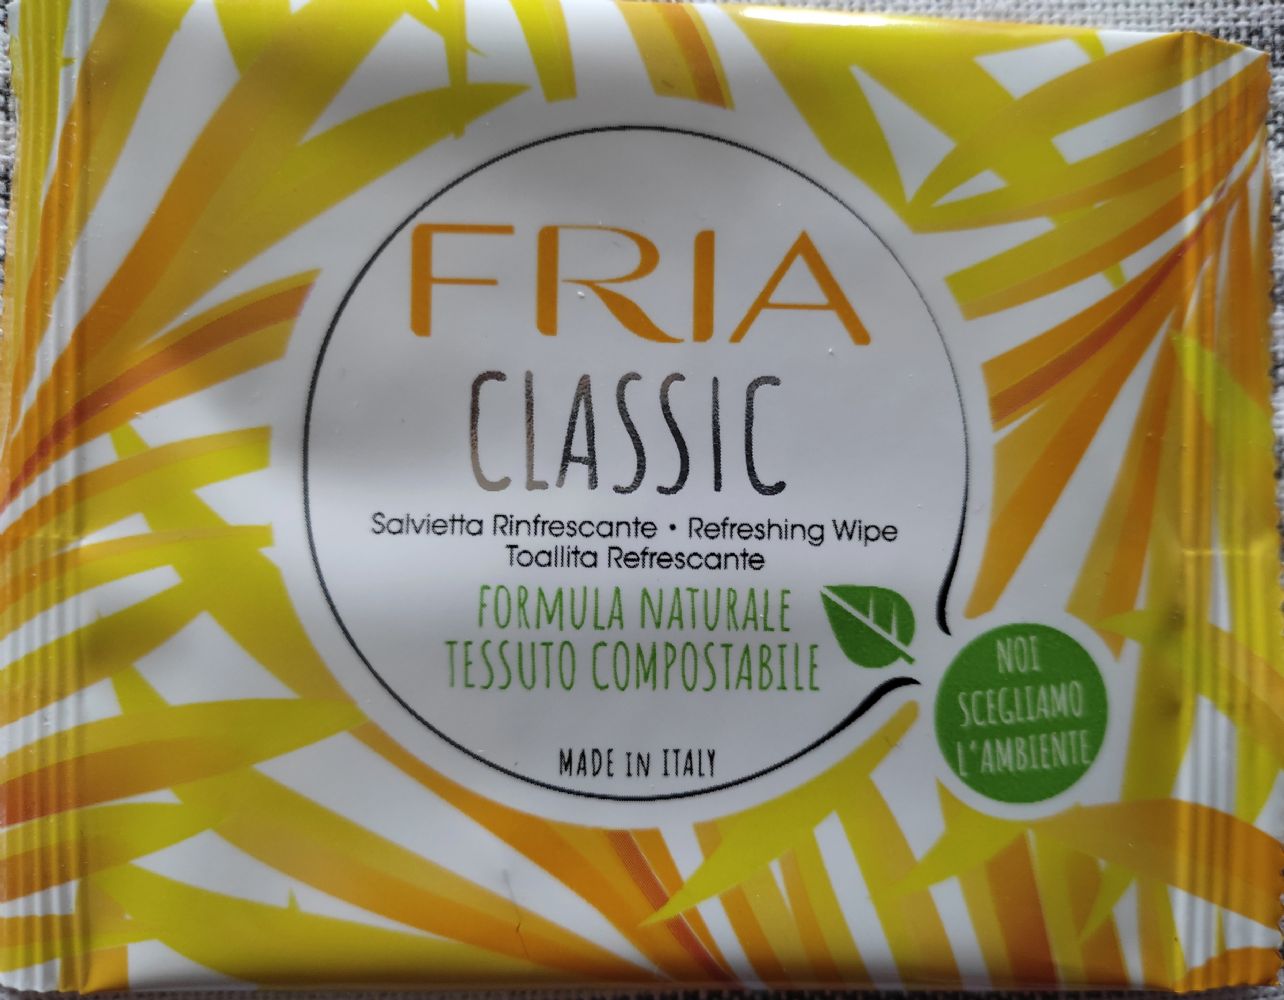 FRIA
CLASSIC
Salvietta Rinfrescante • Refreshing Wipe
Toallita Refrescante
FORMULA NATURALE
TESSUTO COMPOSTABILE
MADE IN ITALY
NOI
SCEGLIAMO
L'AMBIENTE